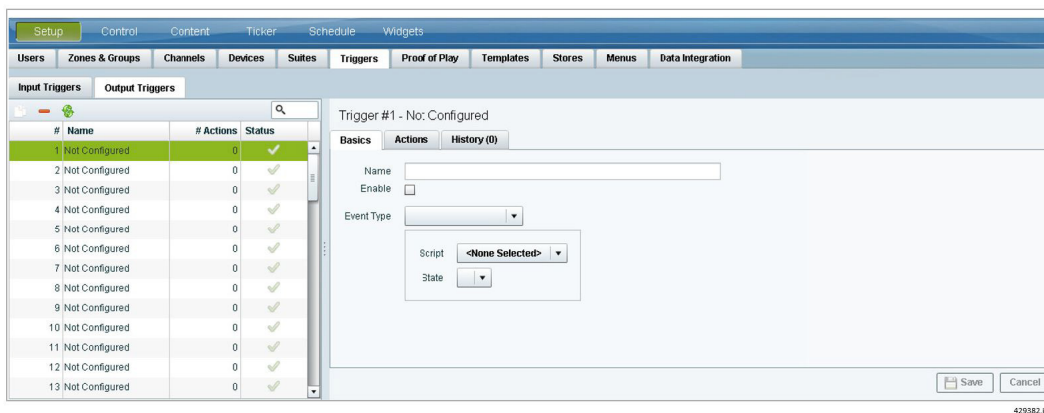 Setup Control Content Ticker Schedule Widgets
Users Zones & Groups Channels Devices Suites Triggers Proof of Play Templates Stores Menus Data Integration
Input Triggers Output Triggers
# Name # Actions Status
1 Not Configured 0
2 Not Configured 0
3 Not Configured 0
4 Not Configured 0
5 Not Configured 0
6 Not Configured 0
7 Not Configured 0
8 Not Configured 0
9 Not Configured 0
10 Not Configured 0
11 Not Configured 0
12 Not Configured 0
13 Not Configured 0
Trigger #1 - Not Configured
Basics Actions History (0)
Name
Enable
Event Type
Script <None Selected>
State
Save Cancel
429382